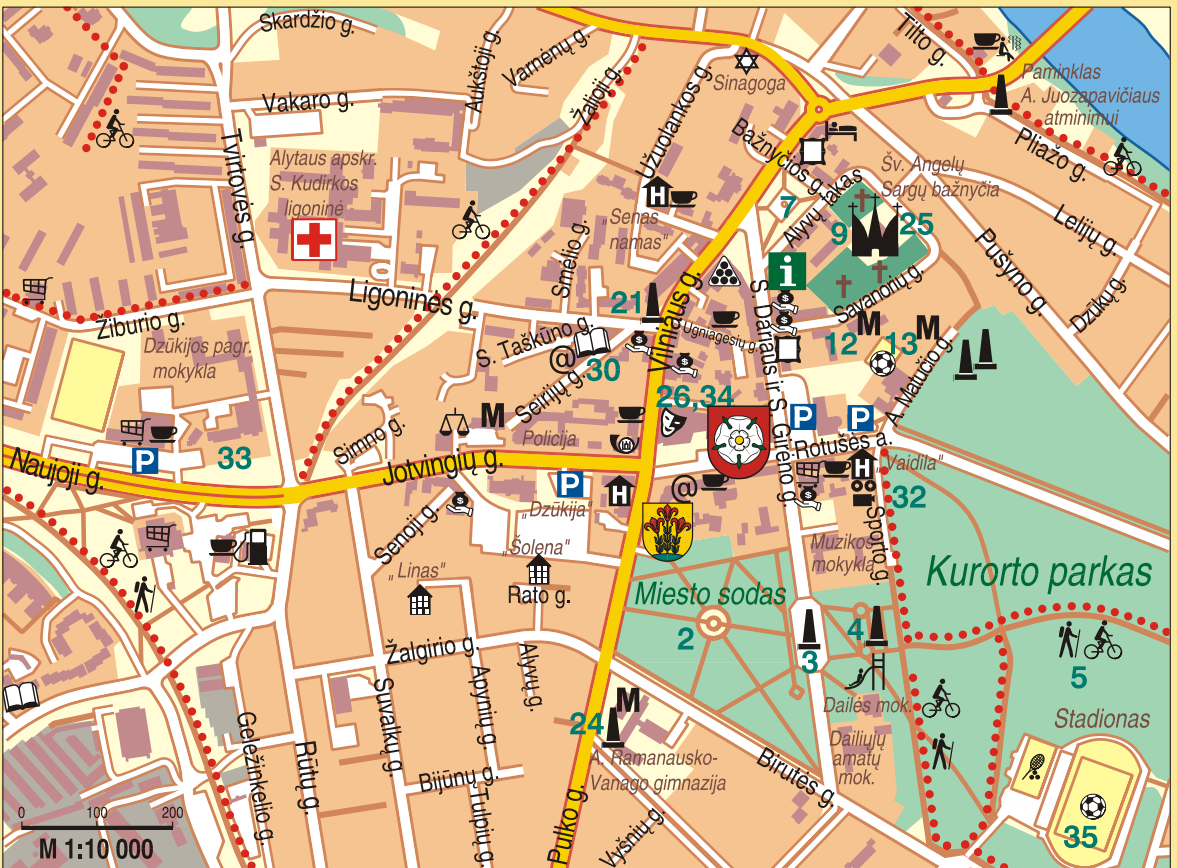 Skardžio g.
Varnėnų g.
Aukštoji g.
Žalioji g.
Vakaro g.
Tvirtovės g.
Užuolankos g.
Sinagoga
Tilto g.
Paminklas
A. Juozapavičiaus
atminimui
Pliažo g.
Bažnyčios g.
Alytaus apskr.
S. Kudirkos
ligoninė
H
„Senas
namas"
7
Alyvų takas
Šv. Angelų
Sargų bažnyčia
9
25
Lelijų g.
Pušyno g.
Dzūkų g.
i
Savanorių g.
Smėlio g.
Ligoninės g.
21
Vilniaus g.
Ugniagesių g.
S. Dariaus ir S. Girėno g.
12
M
13
M
A. Matučio g.
Žiburio g.
Dzūkijos pagr.
mokykla
S. Taškūno g.
@
30
Seirijų g.
26,34
P
P
Rotušės a.
M
Policija
Simno g.
P
33
Naujoji g.
Jotvingių g.
P
H
@
H
„Vaidila"
32
Sporto g.
„Dzūkija"
Senoji g.
„Šolena"
„Linas"
Rato g.
Muzikos
mokykla
Miesto sodas
2
Kurorto parkas
3
4
5
Stadionas
Žalgirio g.
Alyvų g.
Apynių g.
Suvalkų g.
24
M
A. Ramanausko-
Vanago gimnazija
Dailės mok.
Dailiųjų
amatų
mok.
Birutės g.
Geležinkelio g.
Rūtų g.
Bijūnų g.
Tulpių g.
Pulko g.
Vyšnių g.
35
0 100 200
M 1:10 000